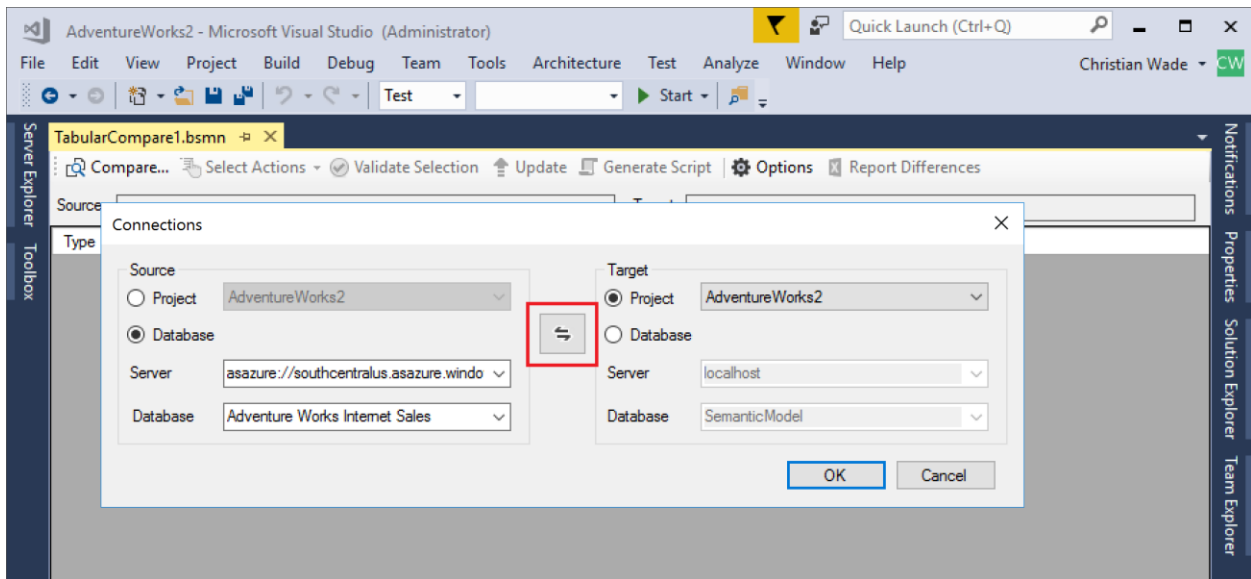 AdventureWorks2 - Microsoft Visual Studio (Administrator)
Quick Launch (Ctrl+Q)
File Edit View Project Build Debug Team Tools Architecture Test Analyze Window Help
Christian Wade CW
Test
Start
Server Explorer
Toolbox
TabularCompare1.bsmn
Compare... Select Actions Validate Selection Update Generate Script Options Report Differences
Source
Type
Connections
Source
Project AdventureWorks2
Database
Server asazure://southcentralus.asazure.windo
Database Adventure Works Internet Sales
Target
Project AdventureWorks2
Database
Server localhost
Database SemanticModel
OK Cancel
Notifications
Properties
Solution Explorer
Team Explorer